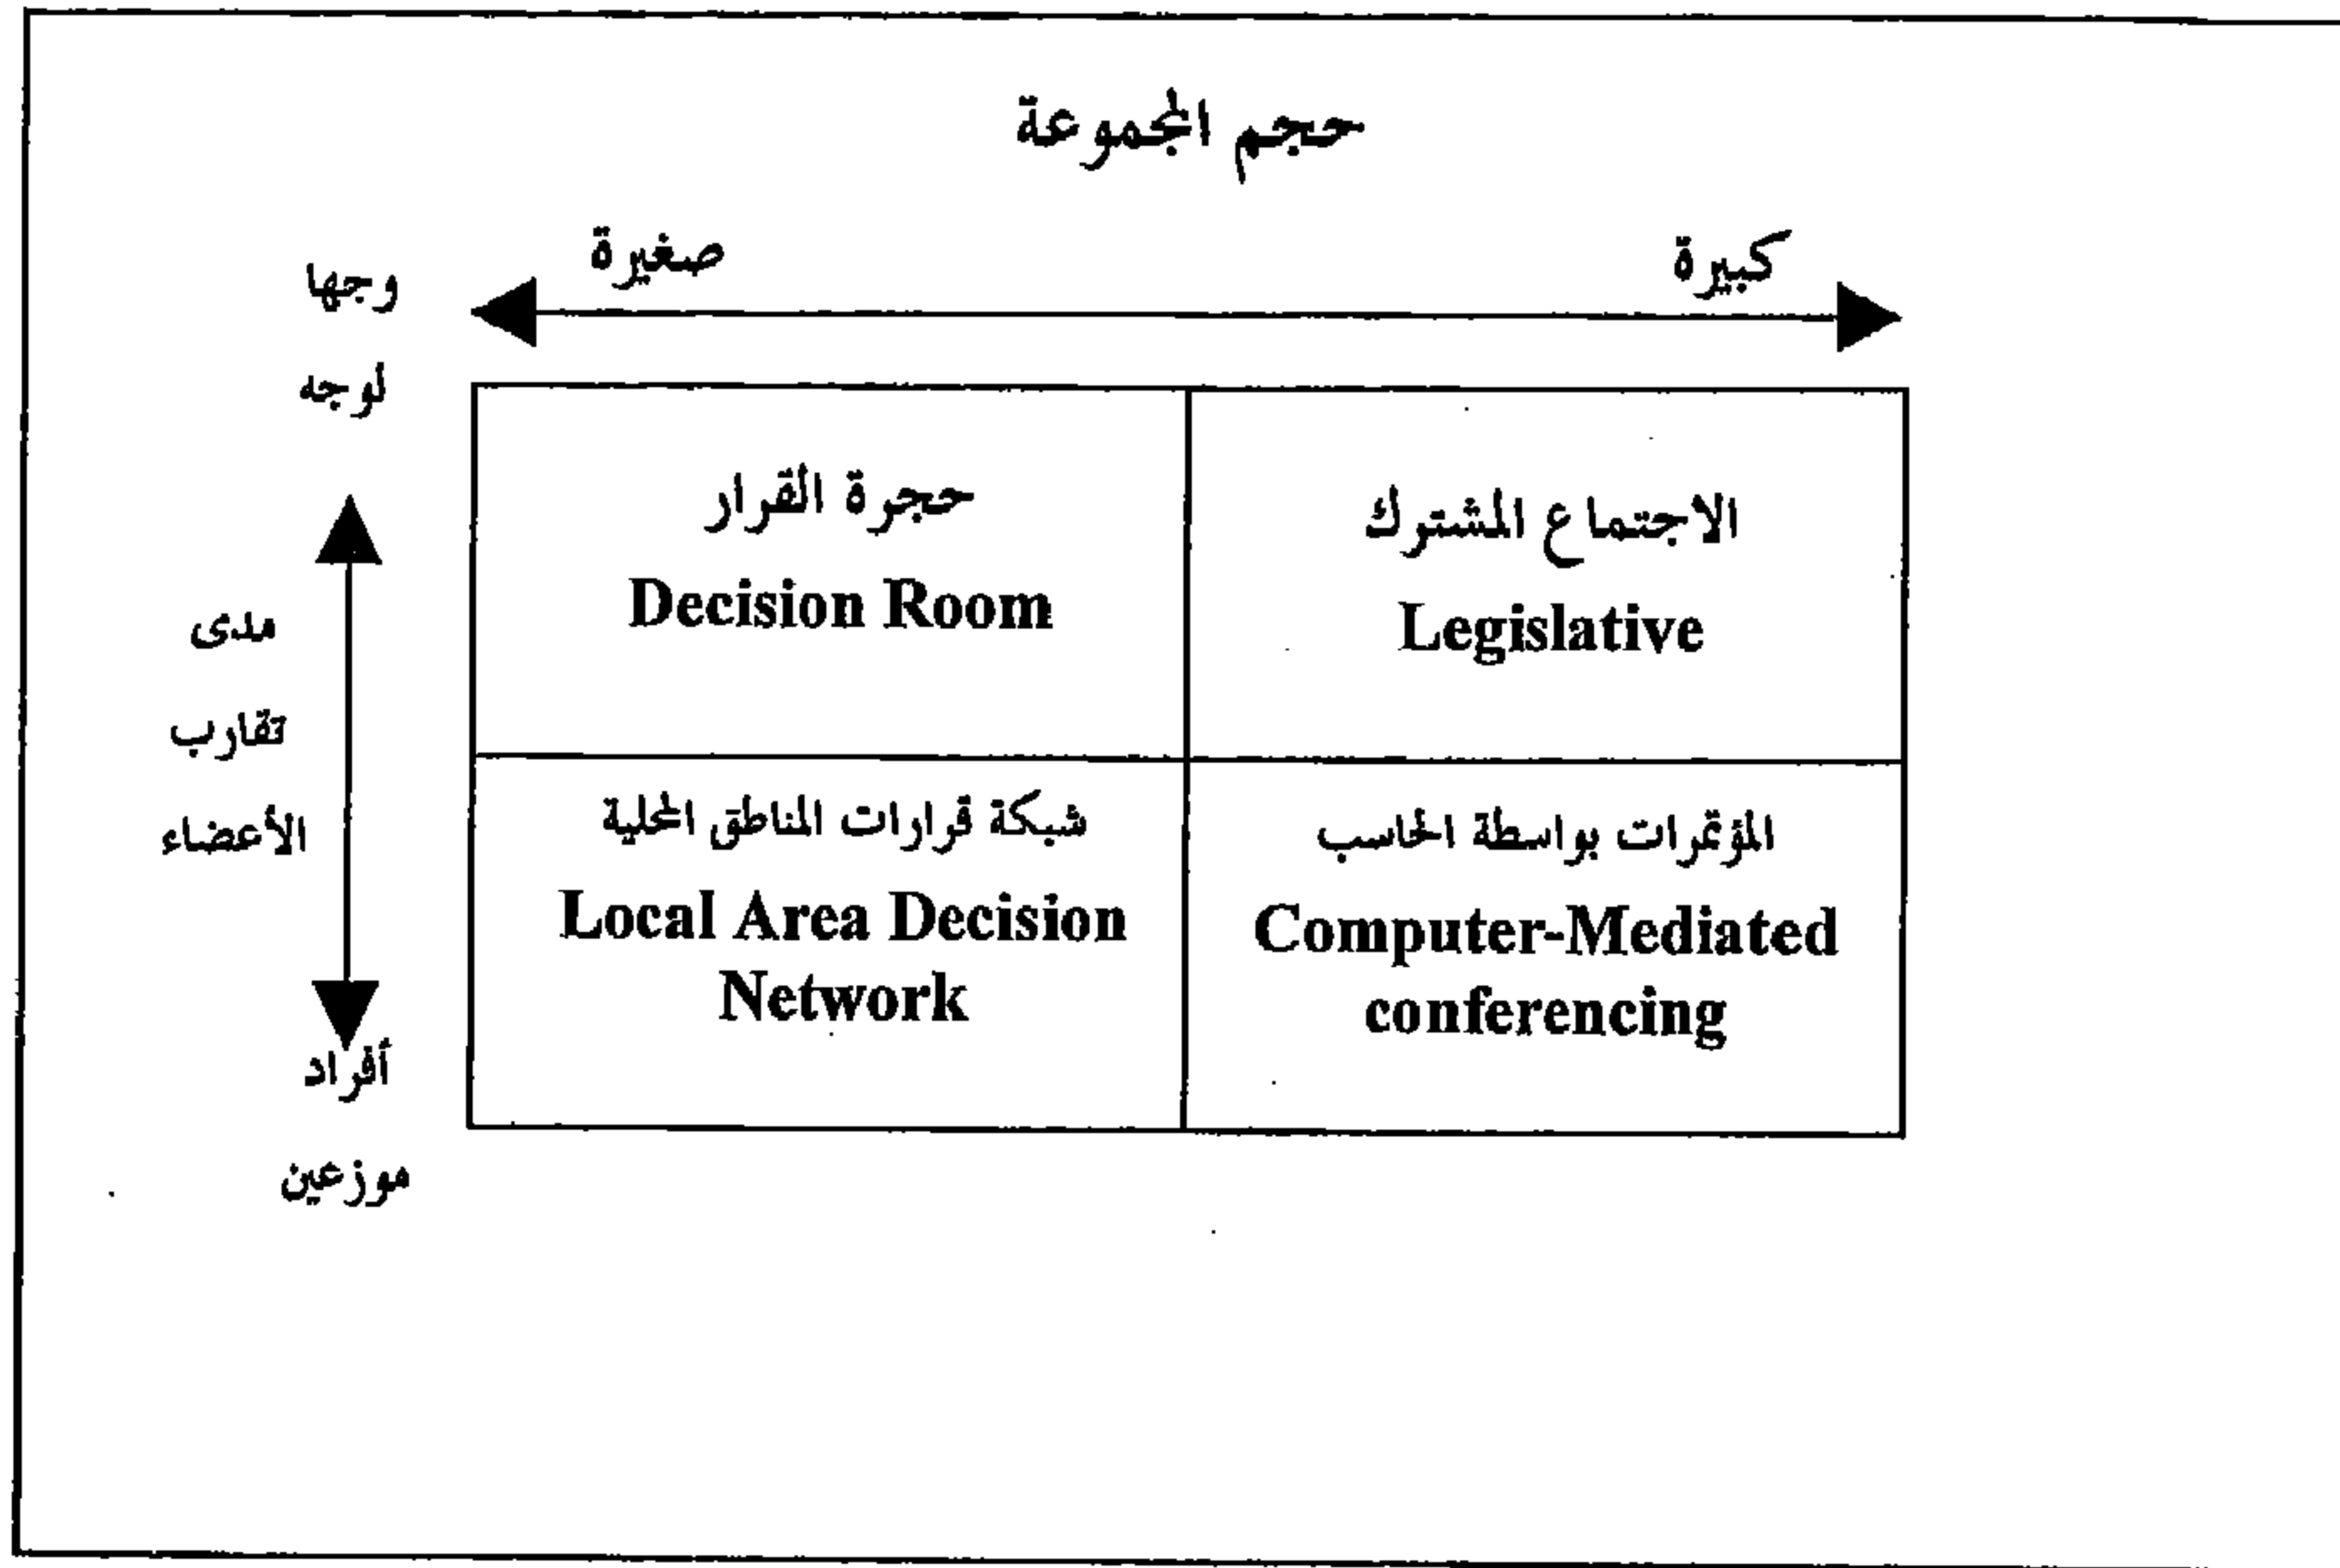 حجم المجموعة
كبيرة
صغيرة
وجها
لوجه
حجرة القرار
Decision Room
الاجتماع المشترك
Legislative
مدى
تقارب
الأعضاء
شبكة قرارات المناطق المحلية
Local Area Decision
Network
المؤتمرات بواسطة الحاسب
Computer-Mediated
conferencing
أفراد
موزعين